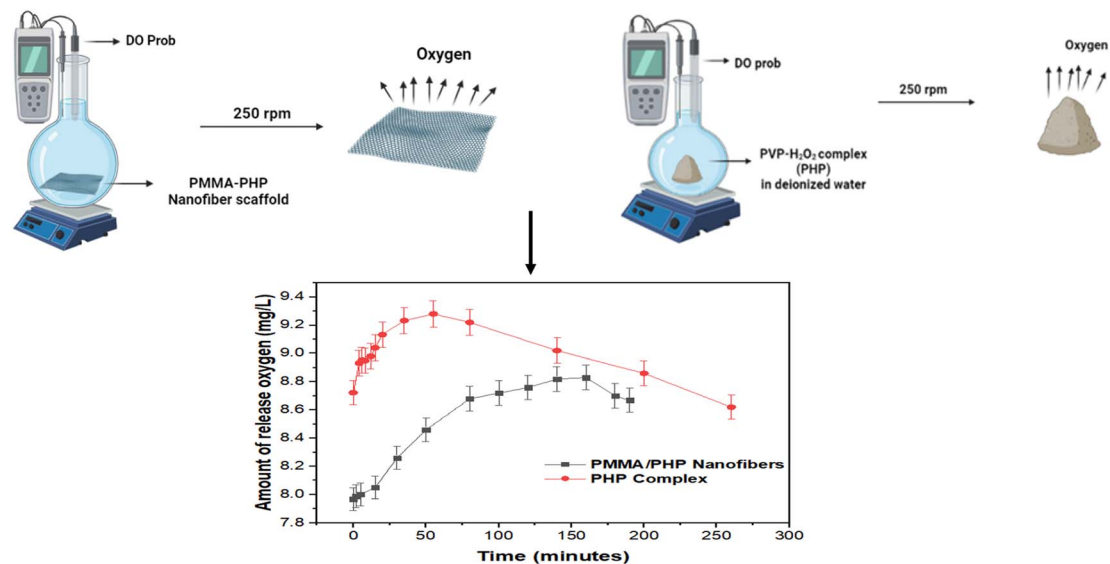 DO Prob
Oxygen
250 rpm
PMMA-PHP
Nanofiber scaffold
DO prob
250 rpm
Oxygen
PVP-H₂O₂ complex
(PHP)
in deionized water
Amount of release oxygen (mg/L)
9.4
9.2
9.0
8.8
8.6
8.4
8.2
8.0
7.8
PMMA/PHP Nanofibers
PHP Complex
0 50 100 150 200 250 300
Time (minutes)